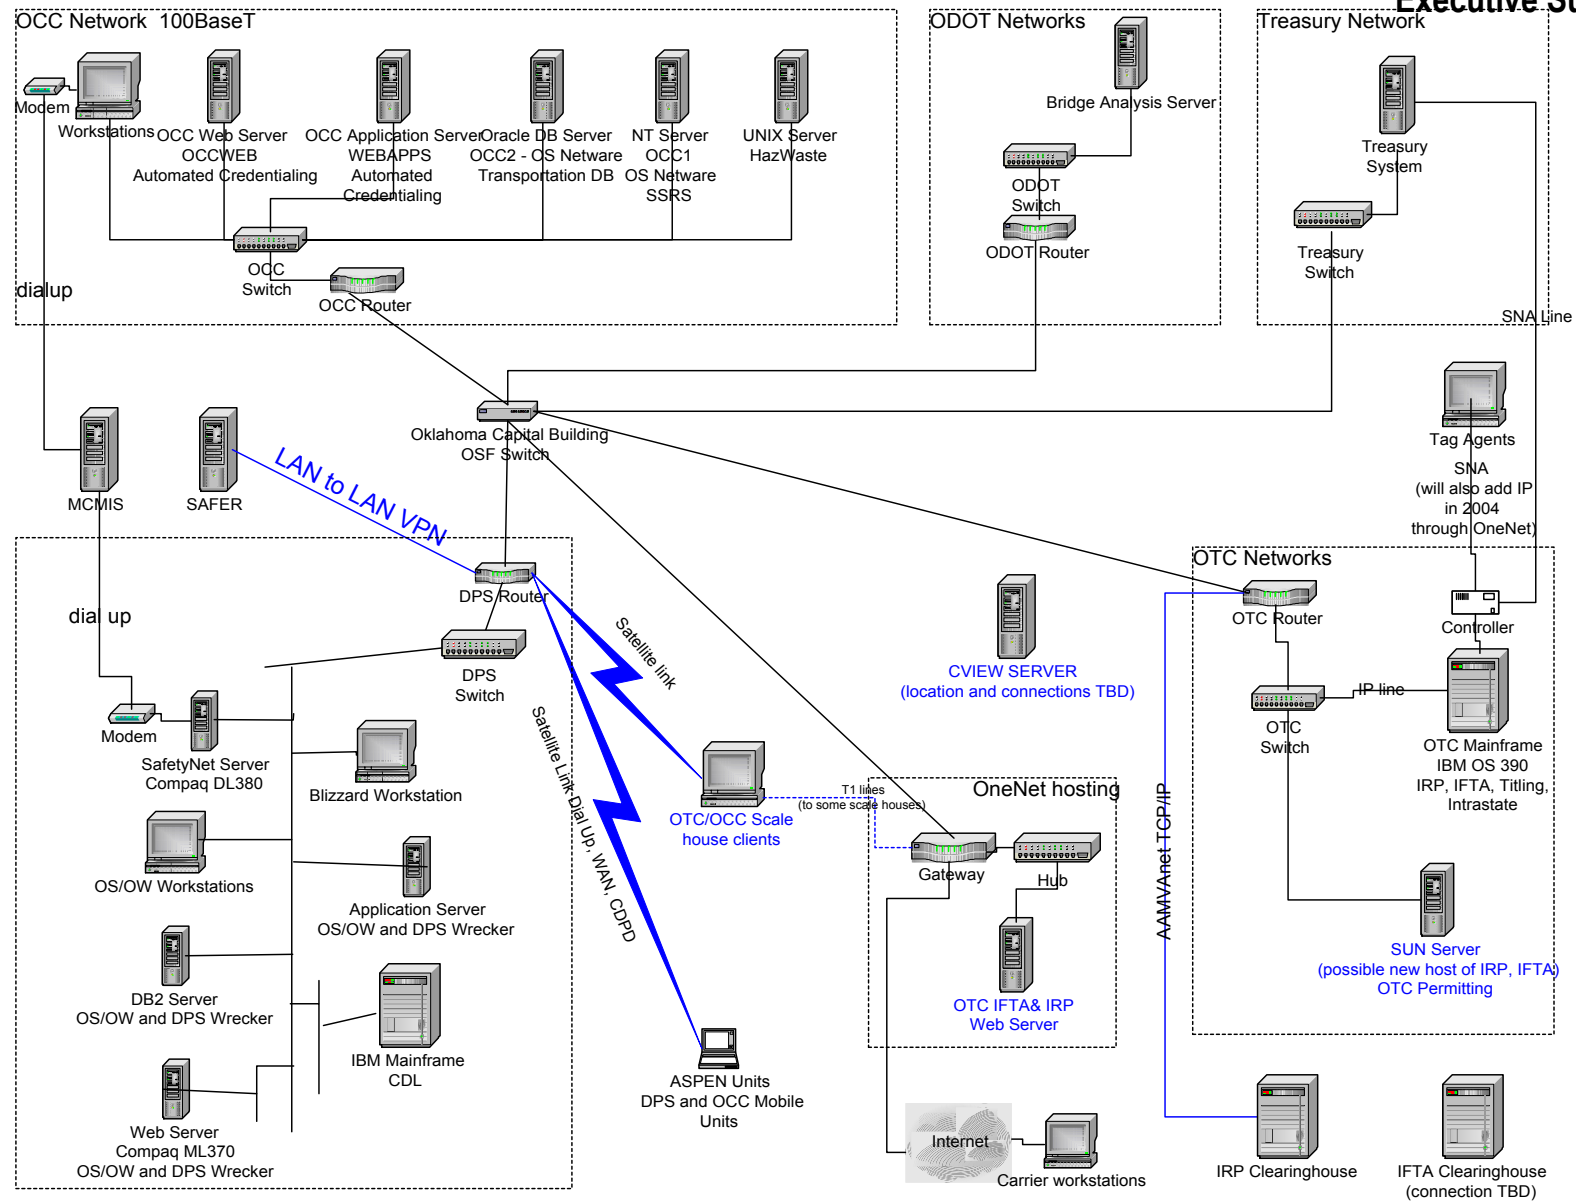 Executive Su
OCC Network 100BaseT
ODOT Networks
Treasury Network
Modem
Workstations
OCC Web Server
OCCWEB
Automated Credentialing
OCC Application Server
WEBAPPS
Automated
Credentialing
Oracle DB Server
OCC2 - OS Netware
Transportation DB
NT Server
OCC1
OS Netware
SSRS
UNIX Server
HazWaste
Bridge Analysis Server
ODOT
Switch
ODOT Router
Treasury
System
Treasury
Switch
OCC
Switch
OCC Router
dialup
SNA Line
Oklahoma Capital Building
OSF Switch
Tag Agents
SNA
(will also add IP
in 2004
through OneNet)
MCMIS
SAFER
LAN to LAN VPN
DPS Router
dial up
DPS
Switch
Satellite link
Satellite Link Dial Up, WAN, CDPD
CVIEW SERVER
(location and connections TBD)
OTC Networks
OTC Router
Controller
IP line
OTC
Switch
OTC Mainframe
IBM OS 390
IRP, IFTA, Titling,
Intrastate
Modem
SafetyNet Server
Compaq DL380
Blizzard Workstation
OTC/OCC Scale
house clients
T1 lines
(to some scale houses)
OneNet hosting
Gateway
Hub
AAMVAnet TCP/IP
OS/OW Workstations
Application Server
OS/OW and DPS Wrecker
SUN Server
(possible new host of IRP, IFTA)
OTC Permitting
DB2 Server
OS/OW and DPS Wrecker
OTC IFTA& IRP
Web Server
IBM Mainframe
CDL
ASPEN Units
DPS and OCC Mobile
Units
Web Server
Compaq ML370
OS/OW and DPS Wrecker
Internet
Carrier workstations
IRP Clearinghouse
IFTA Clearinghouse
(connection TBD)